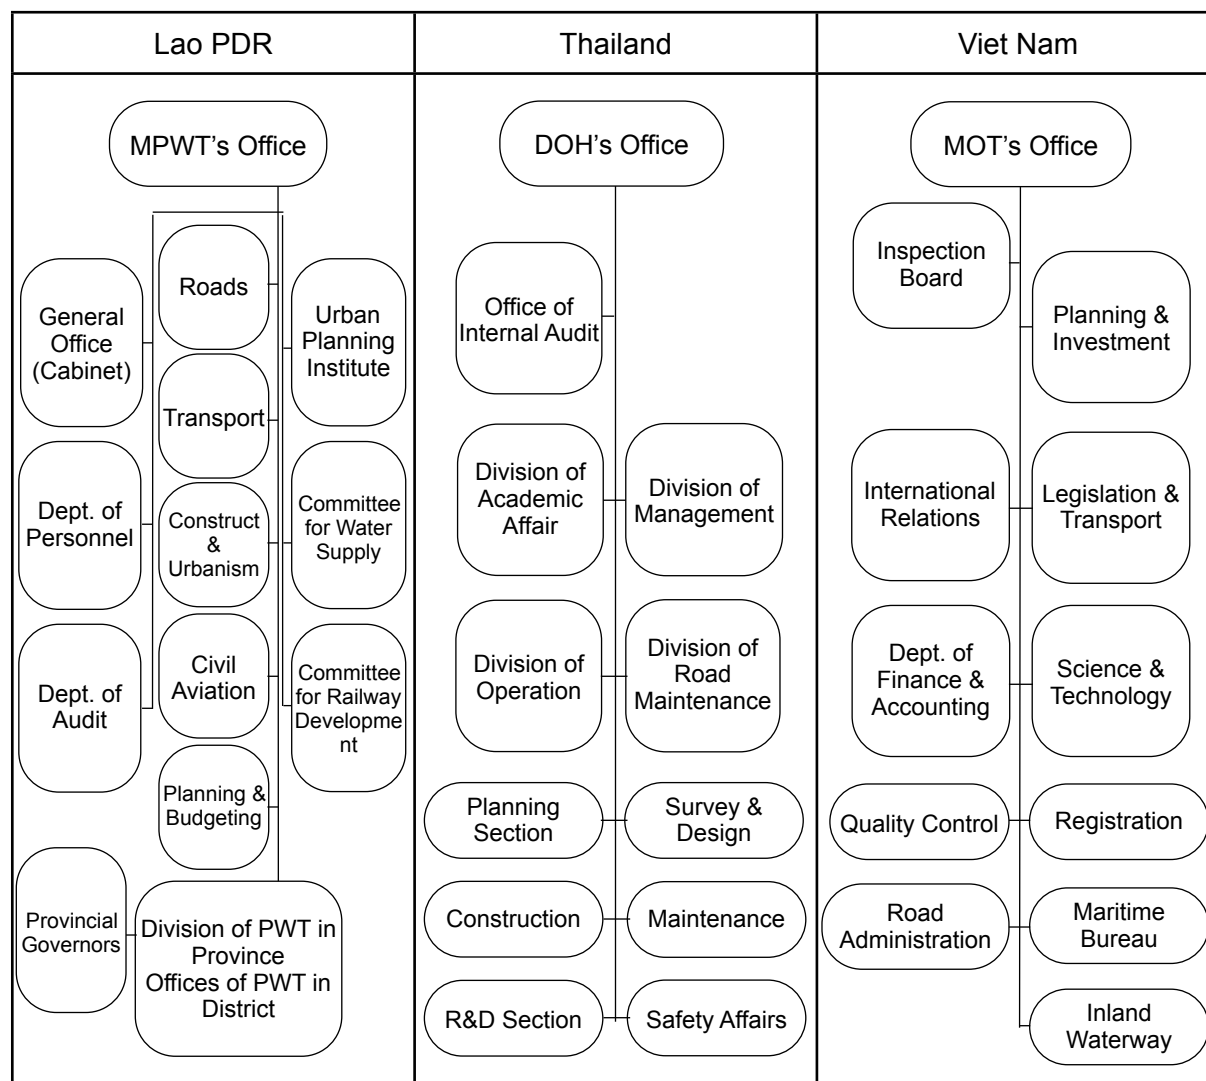 Lao PDR
Thailand
Viet Nam
MPWT's Office
General
Office
(Cabinet)
Roads
Urban
Planning
Institute
Transport
Dept. of
Personnel
Construct
&
Urbanism
Committee
for Water
Supply
Dept. of
Audit
Civil
Aviation
Committee
for Railway
Developme
nt
Planning &
Budgeting
Provincial
Governors
Division of PWT in
Province
Offices of PWT in
District
DOH's Office
Office of
Internal Audit
Division of
Academic
Affair
Division of
Management
Division of
Operation
Division of
Road
Maintenance
Planning
Section
Survey &
Design
Construction
Maintenance
R&D Section
Safety Affairs
MOT's Office
Inspection
Board
Planning &
Investment
International
Relations
Legislation &
Transport
Dept. of
Finance &
Accounting
Science &
Technology
Quality Control
Registration
Road
Administration
Maritime
Bureau
Inland
Waterway